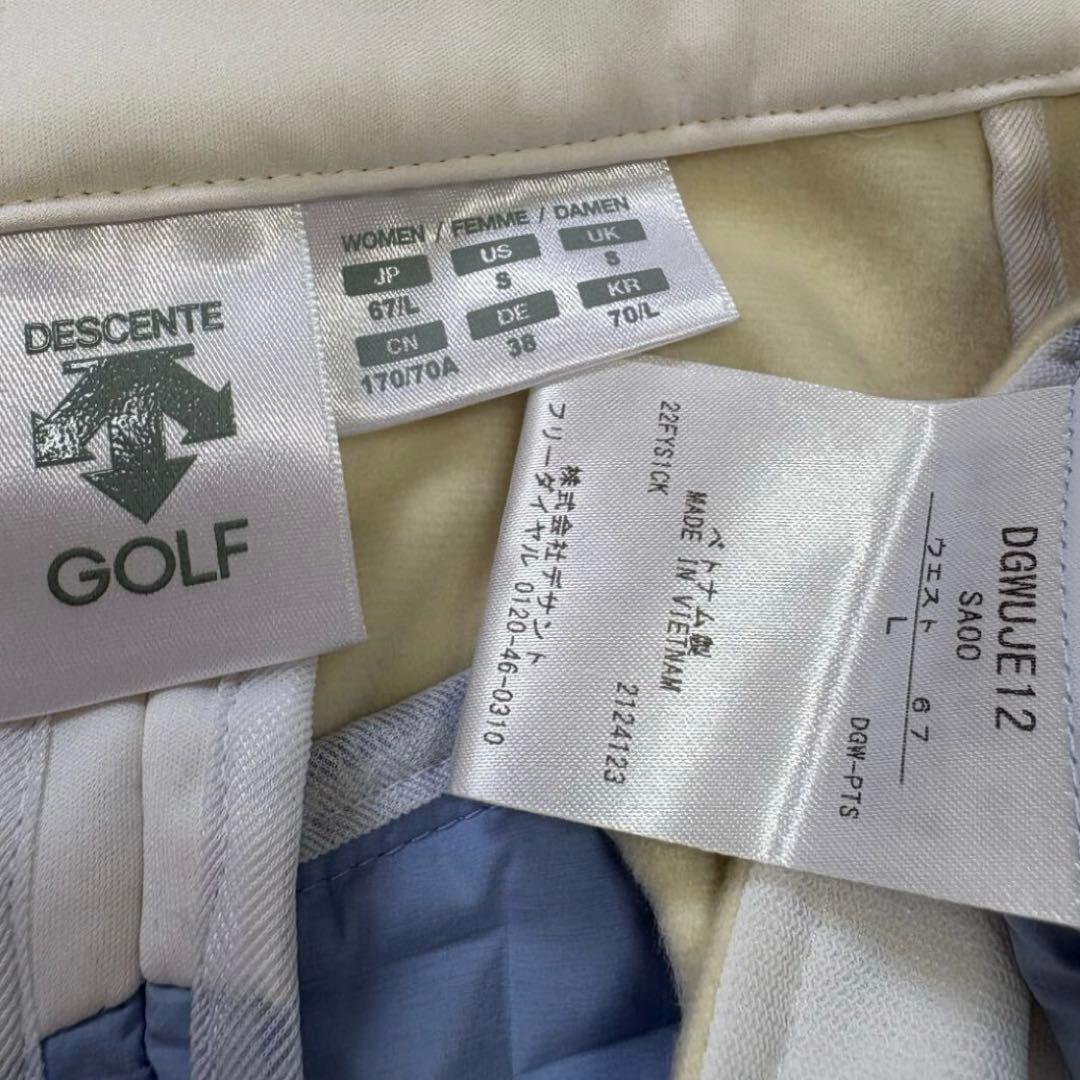 DESCENTE
GOLF
WOMEN / FEMME / DAMEN
JP US UK
67/L S S
CN DE KR
170/70A 38 70/L
DGWUJE12
SA00
ウエスト 67
L
DGW-PTS
ベトナム製
MADE IN VIETNAM
22FYS1CK 2124123
株式会社デサント
フリーダイヤル 0120-46-0310